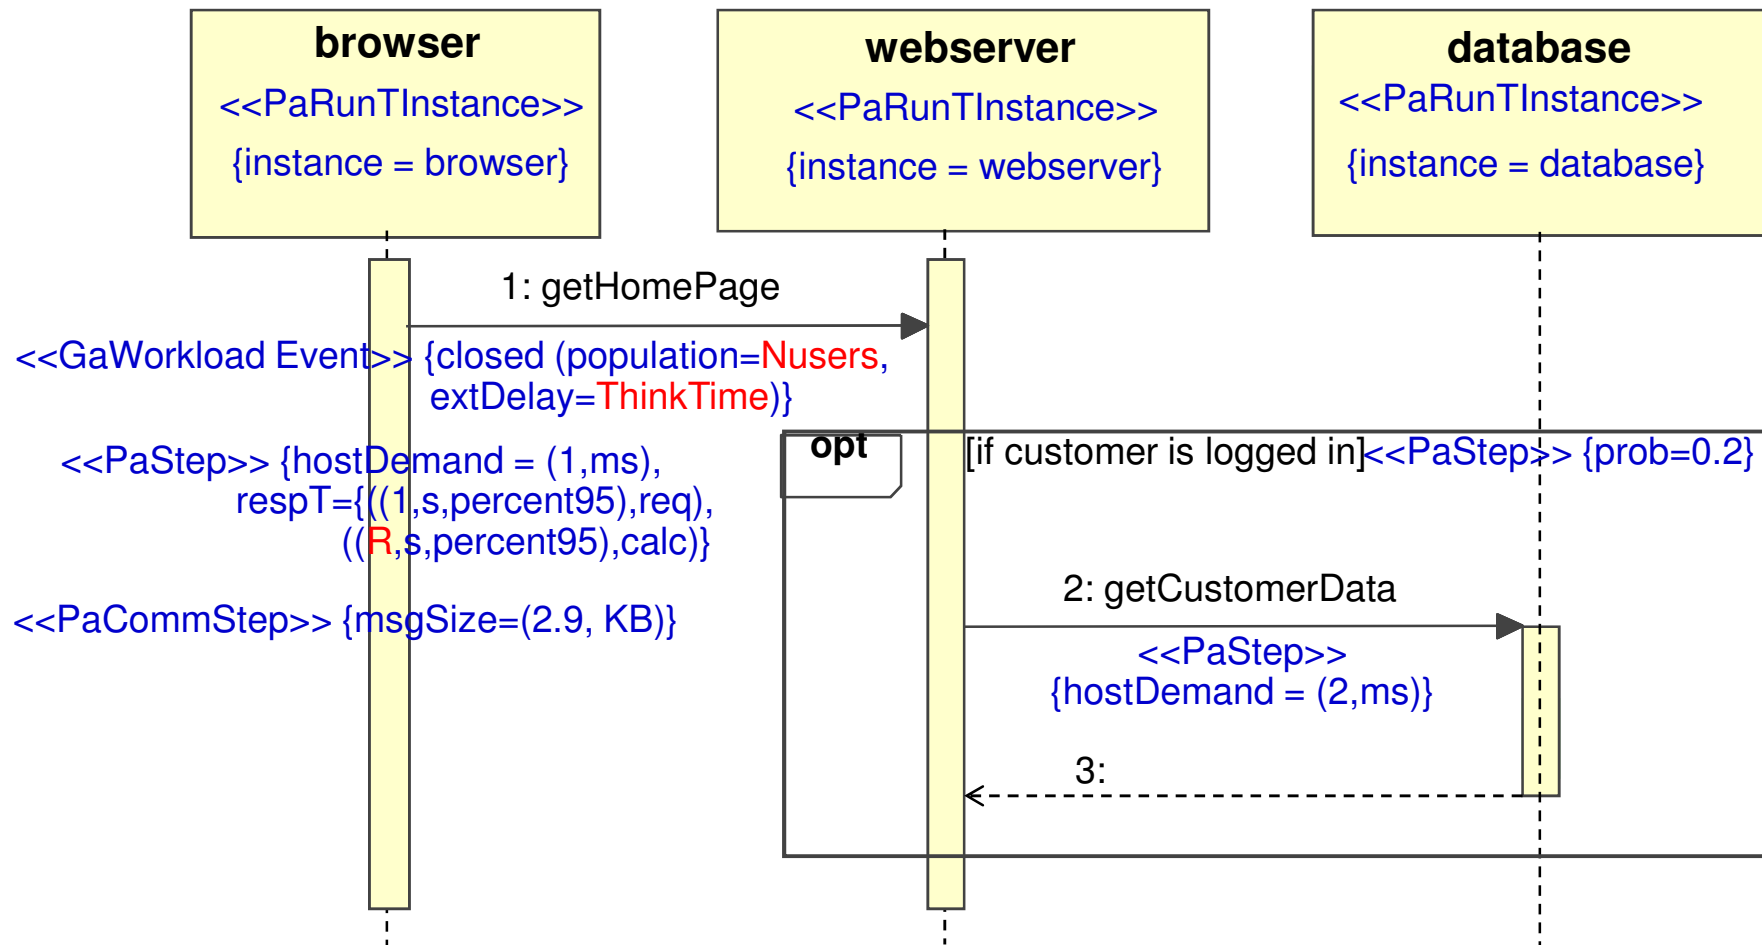 browser
<<PaRunTInstance>>
{instance = browser}
webserver
<<PaRunTInstance>>
{instance = webserver}
database
<<PaRunTInstance>>
{instance = database}
1: getHomePage
<<GaWorkload Event>> {closed (population=Nusers,
extDelay=ThinkTime)}
<<PaStep>> {hostDemand = (1,ms),
respT={((1,s,percent95),req),
((R,s,percent95),calc)}
<<PaCommStep>> {msgSize=(2.9, KB)}
opt
[if customer is logged in]<<PaStep>> {prob=0.2}
2: getCustomerData
<<PaStep>>
{hostDemand = (2,ms)}
3: